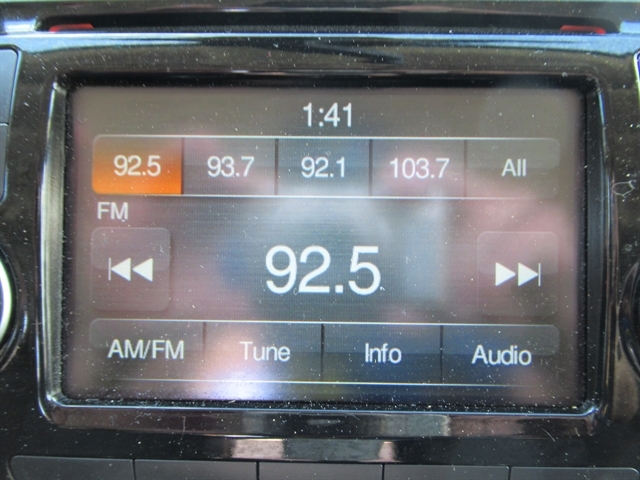 1:41
92.5 93.7 92.1 103.7 All
FM
92.5
AM/FM Tune Info Audio